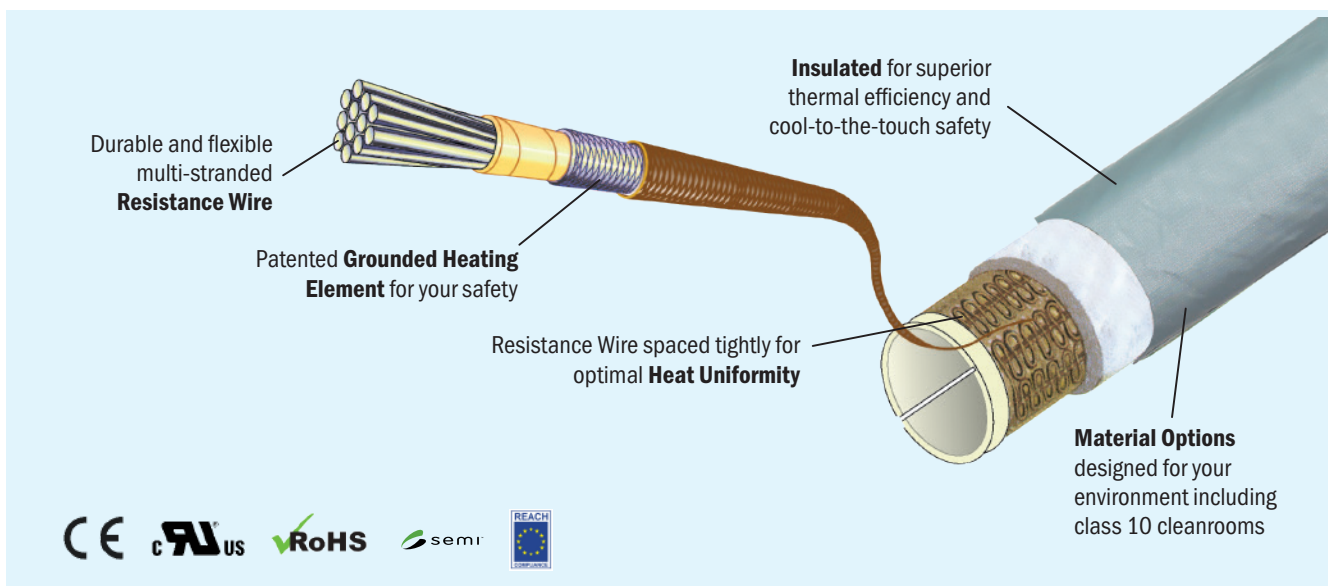 Durable and flexible
multi-stranded
Resistance Wire
Patented Grounded Heating
Element for your safety
Insulated for superior
thermal efficiency and
cool-to-the-touch safety
Resistance Wire spaced tightly for
optimal Heat Uniformity
Material Options
designed for your
environment including
class 10 cleanrooms
CE
c RU US
RoHS
semi
REACH
COMPLIANCE